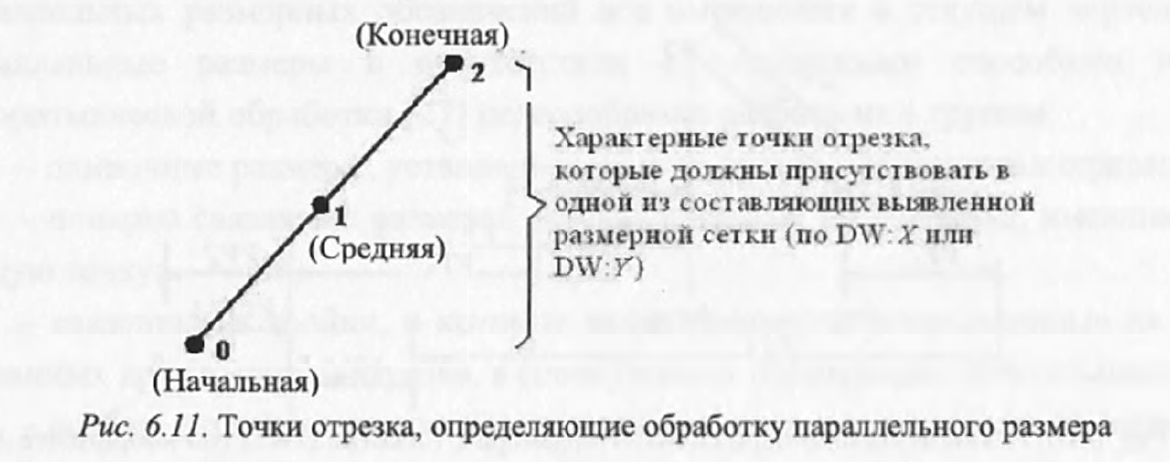 (Конечная)
2
Характерные точки отрезка,
которые должны присутствовать в
одной из составляющих выявленной
размерной сетки (по DW:X или
DW:Y)
1
(Средняя)
0
(Начальная)
Рис. 6.11. Точки отрезка, определяющие обработку параллельного размера